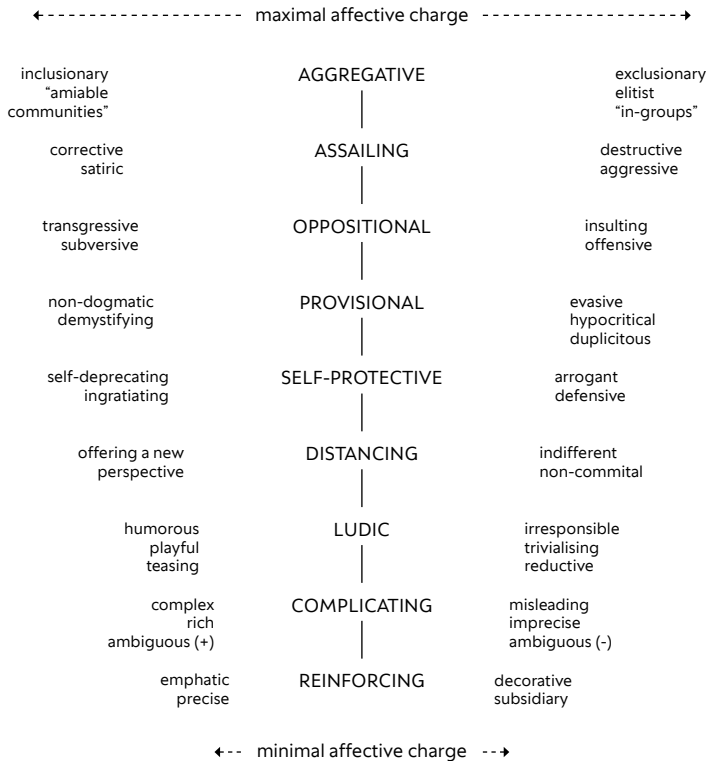 maximal affective charge
inclusionary
“amiable
communities”
AGGREGATIVE
exclusionary
elitist
“in-groups”
corrective
satiric
ASSAILING
destructive
aggressive
transgressive
subversive
OPPOSITIONAL
insulting
offensive
non-dogmatic
demystifying
PROVISIONAL
evasive
hypocritical
duplicitous
self-deprecating
ingratiating
SELF-PROTECTIVE
arrogant
defensive
offering a new
perspective
DISTANCING
indifferent
non-commital
humorous
playful
teasing
LUDIC
irresponsible
trivialising
reductive
complex
rich
ambiguous (+)
COMPLICATING
misleading
imprecise
ambiguous (-)
emphatic
precise
REINFORCING
decorative
subsidiary
minimal affective charge